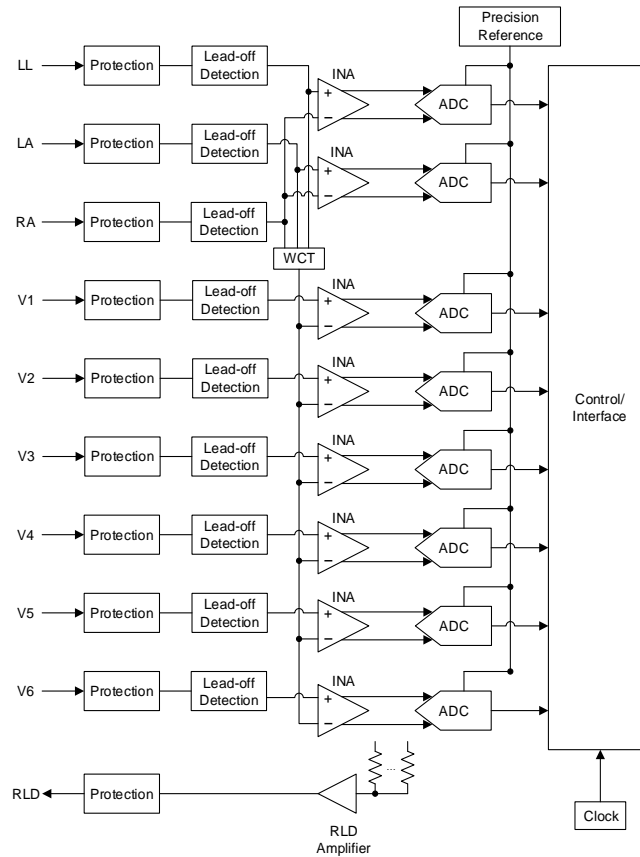 Precision
Reference
LL
Protection
Lead-off
Detection
INA
+
−
ADC
LA
Protection
Lead-off
Detection
INA
+
−
ADC
RA
Protection
Lead-off
Detection
WCT
V1
Protection
Lead-off
Detection
INA
+
−
ADC
V2
Protection
Lead-off
Detection
INA
+
−
ADC
Control/
Interface
V3
Protection
Lead-off
Detection
INA
+
−
ADC
V4
Protection
Lead-off
Detection
INA
+
−
ADC
V5
Protection
Lead-off
Detection
INA
+
−
ADC
V6
Protection
Lead-off
Detection
INA
+
−
ADC
RLD
Protection
...
RLD
Amplifier
Clock